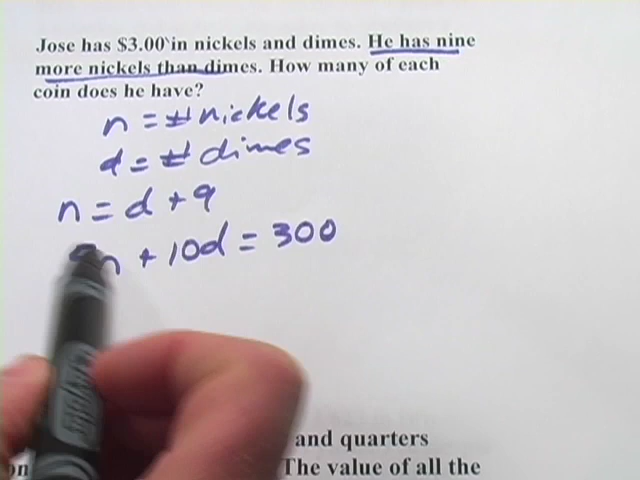 Jose has $3.00 in nickels and dimes. He has nine
more nickels than dimes. How many of each
coin does he have?
n = # nickels
d = # dimes
n = d + 9
n + 10d = 300
and quarters
on The value of all the